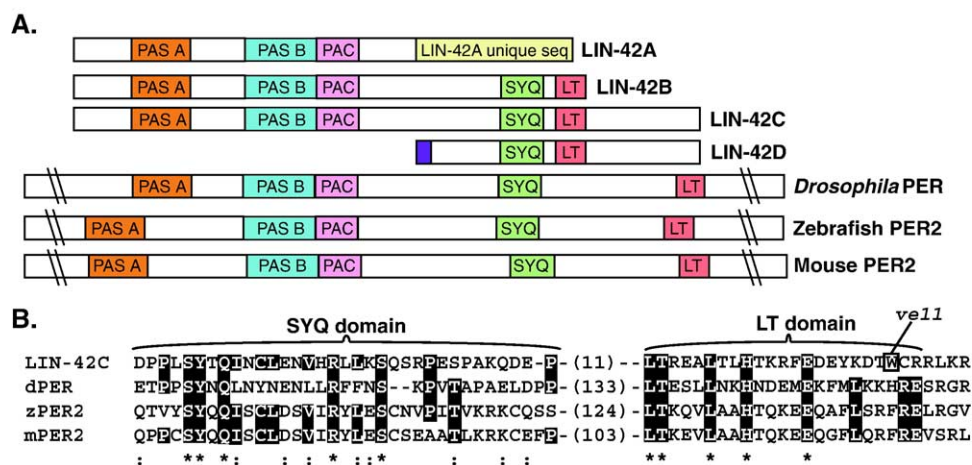 A.
PAS A PAS B PAC LIN-42A unique seq LIN-42A
PAS A PAS B PAC SYQ LT LIN-42B
PAS A PAS B PAC SYQ LT LIN-42C
SYQ LT LIN-42D
PAS A PAS B PAC SYQ LT Drosophila PER
PAS A PAS B PAC SYQ LT Zebrafish PER2
PAS A PAS B PAC SYQ LT Mouse PER2
B. SYQ domain LT domain ve11
LIN-42C DPPLSYTQINCLENVHRLLKSQSRPESPAKQDE-P-(11)--LTREALTLHTKRFEDEYKDTWCRRLKR
dPER ETPPSYNQLNYNENLLRFFNS--KPVTAPAELDPP-(133)-LTESLLNKHNDEMEKFMLKKHRESRGR
zPER2 QTVYSYQQISCLDSVIRYLESCNVPITVKRKCQSS-(124)-LTKQVLAAHTQKEEQAFLSRFRELRGV
mPER2 QPPCSYQQISCLDSVIRYLESCSEAATLKRKCEFP-(103)-LTKEVLAAHTQKEEQGFLQRFREVSRL
: **:*: : : *::* : : : ** * * *